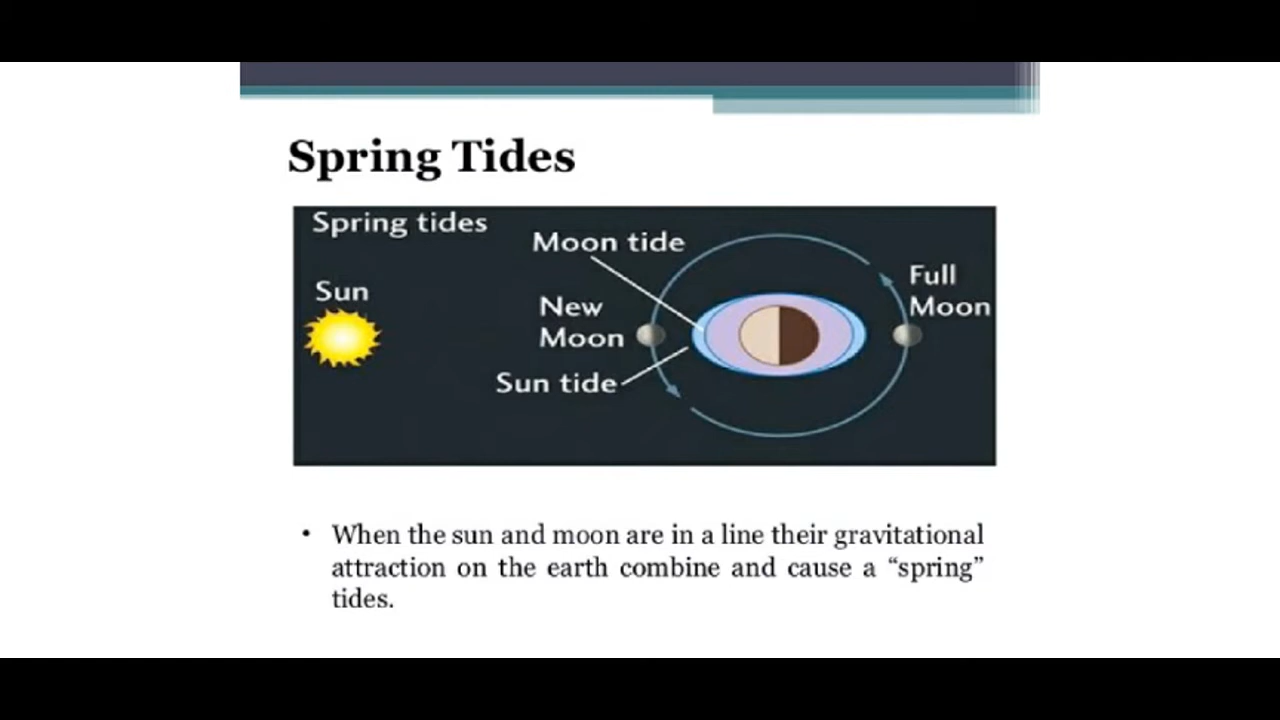 Spring Tides
Spring tides
Moon tide
Sun
Full
Moon
New
Moon
Sun tide
• When the sun and moon are in a line their gravitational
attraction on the earth combine and cause a “spring”
tides.